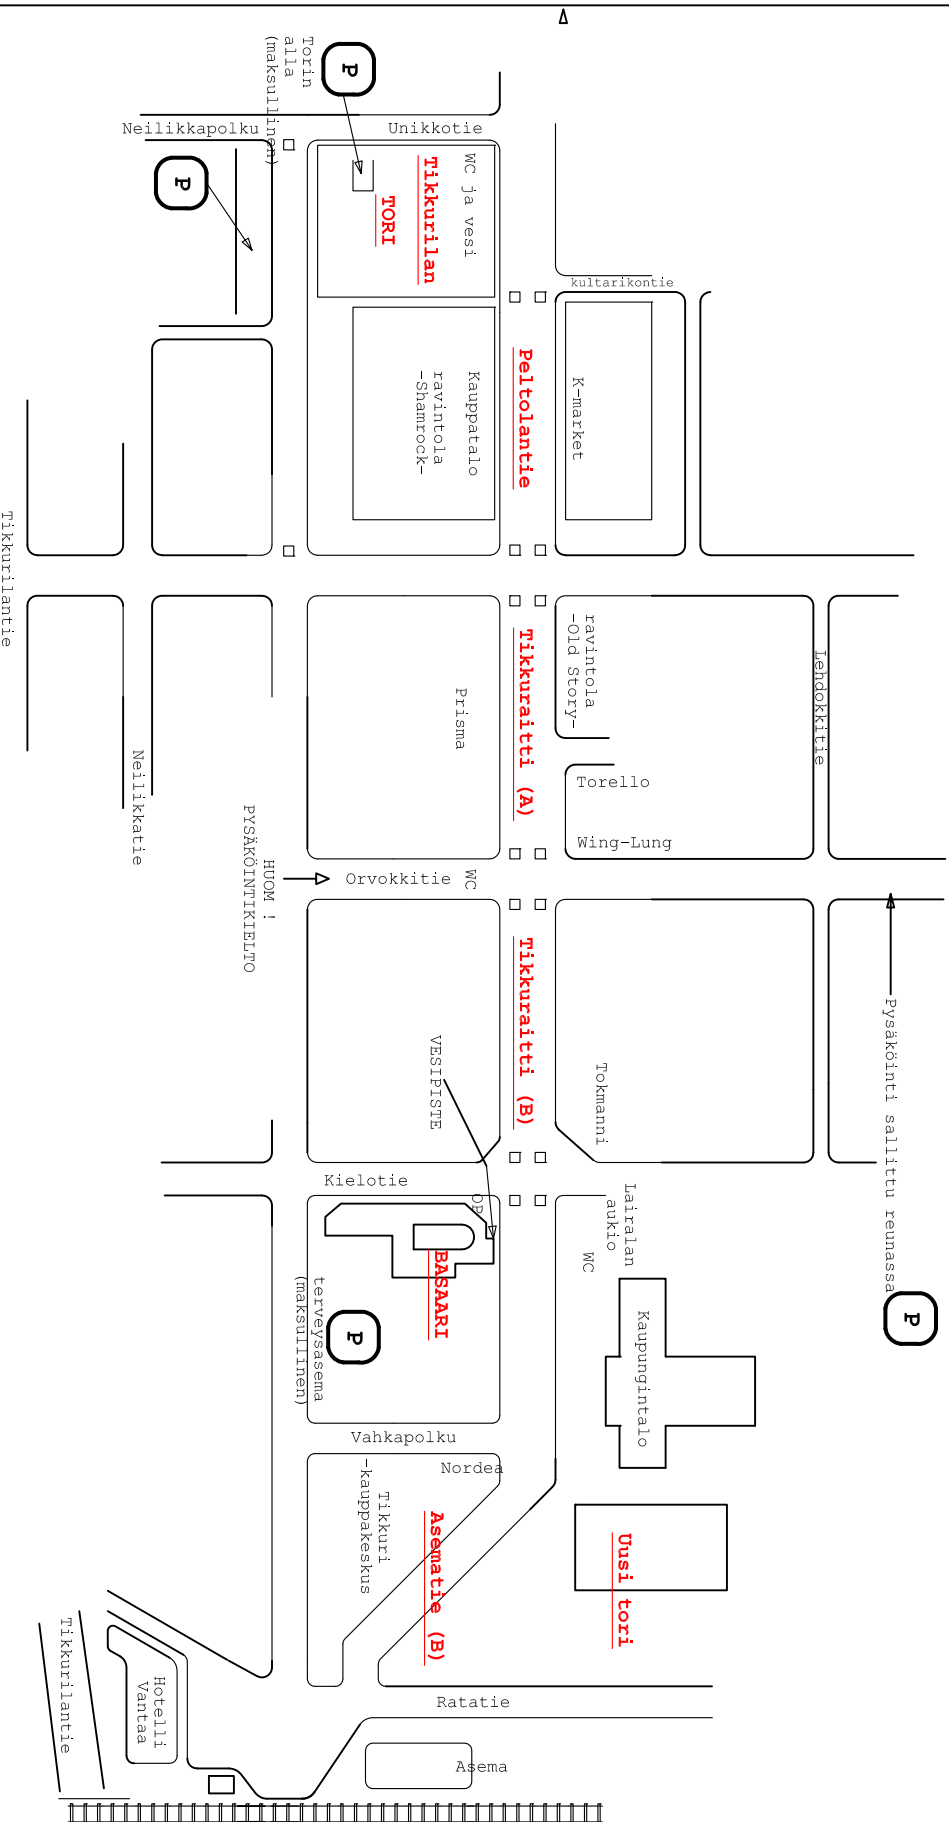 Torin
alla
(maksullinen)
P
Neilikkapolku
Unikkotie
P
WC ja vesi
Tikkurilan
TORI
kultarikontie
K-market
Peltolantie
Kauppatalo
ravintola
-Shamrock-
Tikkurilantie
ravintola
-Old Story-
Tikkuraitti (A)
Prisma
Lehdokkitie
Torello
Wing-Lung
Neilikkatie
HUOM !
PYSÄKÖINTIKIELTO
Orvokkitie
WC
Tikkuraitti (B)
VESIPISTE
Tokmanni
Pysäköinti sallittu reunassa
P
Kielotie
OP
Lairalan
aukio
WC
BASAARI
Kaupungintalo
terveysasema
(maksullinen)
P
Vahkapolku
Nordea
Tikkuri
-kauppakeskus
Asematie (B)
Uusi tori
Tikkurilantie
Hotelli
Vantaa
Ratatie
Asema